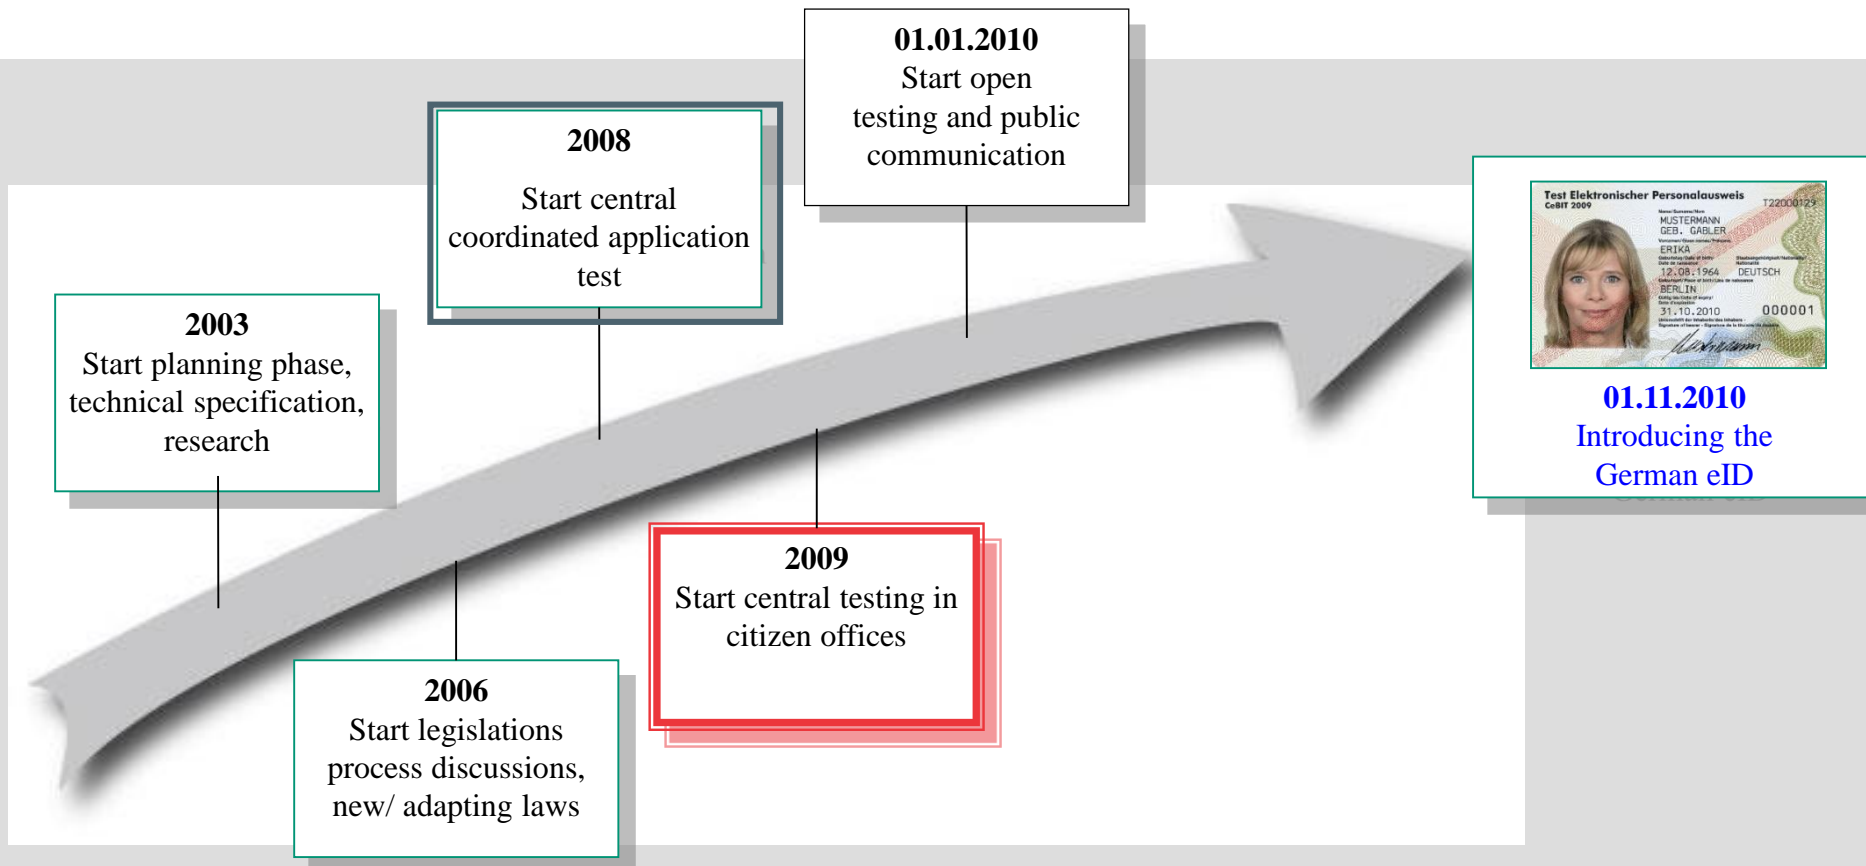 01.01.2010
Start open
testing and public
communication
2008
Start central
coordinated application
test
2003
Start planning phase,
technical specification,
research
2006
Start legislations
process discussions,
new/ adapting laws
2009
Start central testing in
citizen offices
Test Elektronischer Personalausweis
CeBIT 2009
T22000129
MUSTERMANN
GEB. GABLER
ERIKA
12.08.1964 DEUTSCH
BERLIN
31.10.2010
000001
01.11.2010
Introducing the
German eID